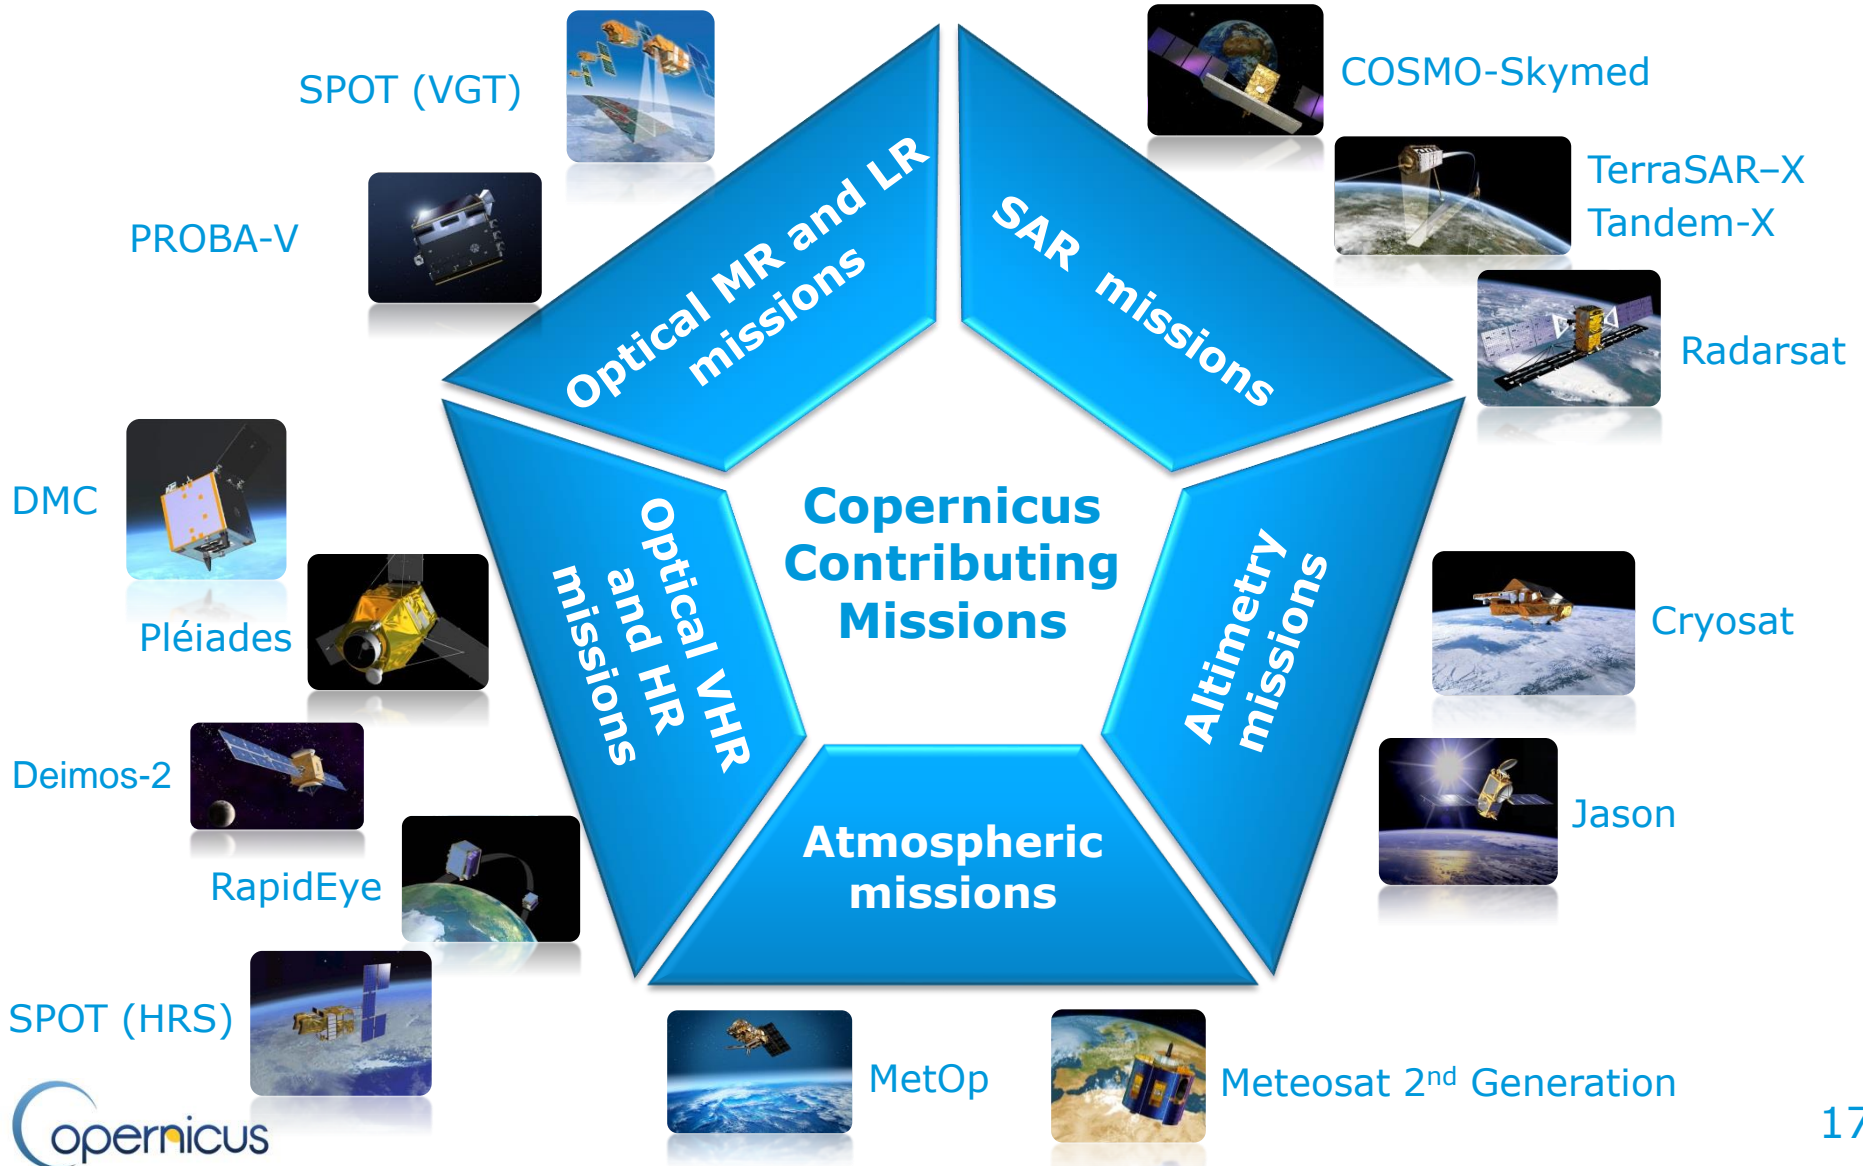 SPOT (VGT)
COSMO-Skymed
TerraSAR–X
Tandem-X
PROBA-V
Optical MR and LR
missions
SAR missions
Radarsat
DMC
Pléiades
Deimos-2
RapidEye
SPOT (HRS)
Optical VHR
and HR
missions
Copernicus
Contributing
Missions
Altimetry
missions
Cryosat
Jason
Atmospheric
missions
MetOp
Meteosat 2nd Generation
Copernicus
17